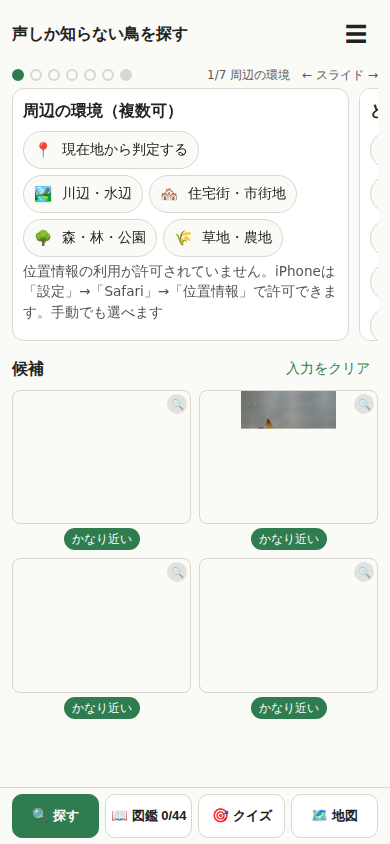 声しか知らない鳥を探す
1/7 周辺の環境 ← スライド →
周辺の環境（複数可）
📍 現在地から判定する
🏞️ 川辺・水辺
🏘️ 住宅街・市街地
🌳 森・林・公園
🌾 草地・農地
位置情報の利用が許可されていません。iPhoneは
「設定」→「Safari」→「位置情報」で許可できま
す。手動でも選べます
候補
入力をクリア
かなり近い
かなり近い
かなり近い
かなり近い
🔍 探す
📖 図鑑 0/44
🎯 クイズ
🗺️ 地図